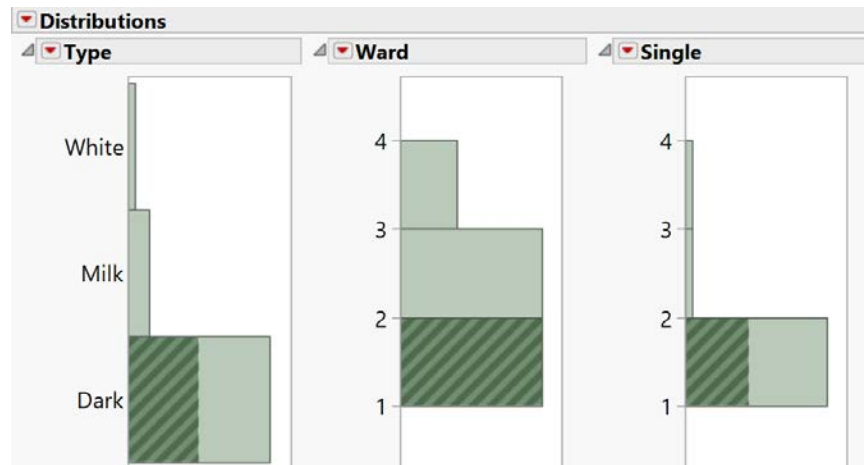 Distributions
Type
White
Milk
Dark
Ward
4
3
2
1
Single
4
3
2
1